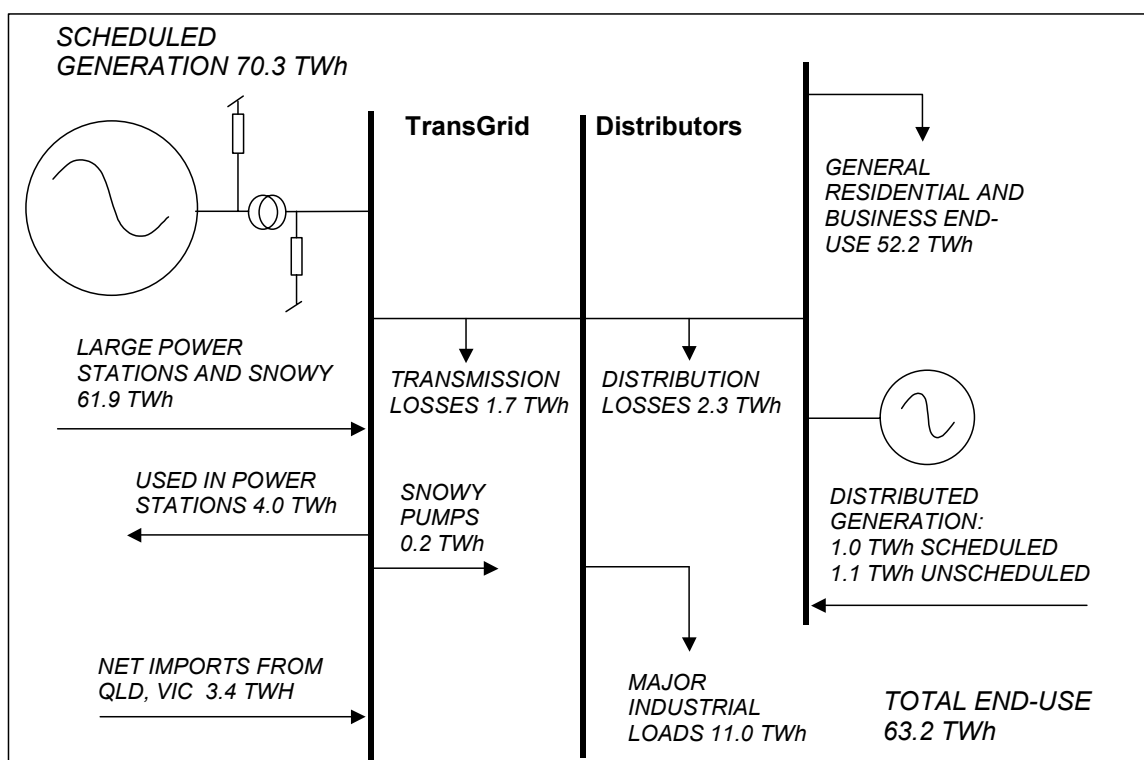 SCHEDULED
GENERATION 70.3 TWh
TransGrid
Distributors
GENERAL
RESIDENTIAL AND
BUSINESS END-
USE 52.2 TWh
LARGE POWER
STATIONS AND SNOWY
61.9 TWh
TRANSMISSION
LOSSES 1.7 TWh
DISTRIBUTION
LOSSES 2.3 TWh
USED IN POWER
STATIONS 4.0 TWh
SNOWY
PUMPS
0.2 TWh
DISTRIBUTED
GENERATION:
1.0 TWh SCHEDULED
1.1 TWh UNSCHEDULED
NET IMPORTS FROM
QLD, VIC 3.4 TWH
MAJOR
INDUSTRIAL
LOADS 11.0 TWh
TOTAL END-USE
63.2 TWh